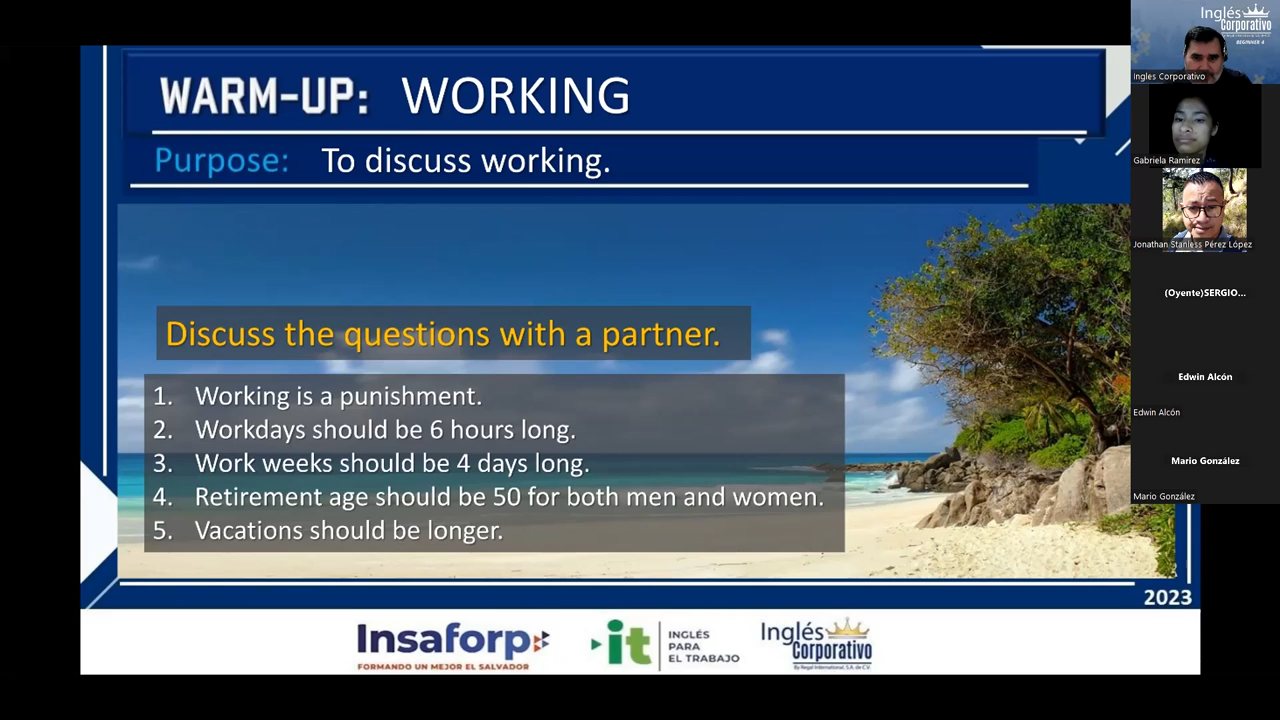 WARM-UP: WORKING
Purpose: To discuss working.
Discuss the questions with a partner.
1. Working is a punishment.
2. Workdays should be 6 hours long.
3. Work weeks should be 4 days long.
4. Retirement age should be 50 for both men and women.
5. Vacations should be longer.
2023
Insaforp
FORMANDO UN MEJOR EL SALVADOR
it
INGLÉS
PARA
EL TRABAJO
Inglés
Corporativo
By Regal International, S.A. de C.V.
Inglés
Corporativo
BEGINNER 4
Ingles Corporativo
Gabriela Ramirez
Jonathan Stanless Pérez López
(Oyente)SERGIO...
Edwin Alcón
Edwin Alcón
Mario González
Mario González